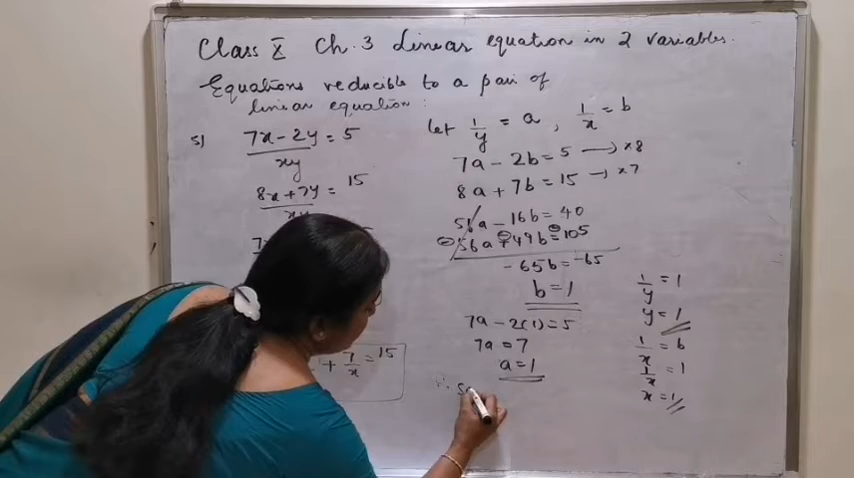 Class X Ch.3 Linear equation in 2 variables.
Equations reducible to a pair of
linear equation :
5) 7x - 2y / xy = 5
8x + 7y / xy = 15
+ 7/x = 15
let 1/y = a , 1/x = b
7a - 2b = 5 → ×8
8a + 7b = 15 → ×7
56a - 16b = 40
56a + 49b = 105
- 65b = -65
b = 1
7a - 2(1) = 5
7a = 7
a = 1
∴ So
1/y = 1
y = 1
1/x = b
1/x = 1
x = 1